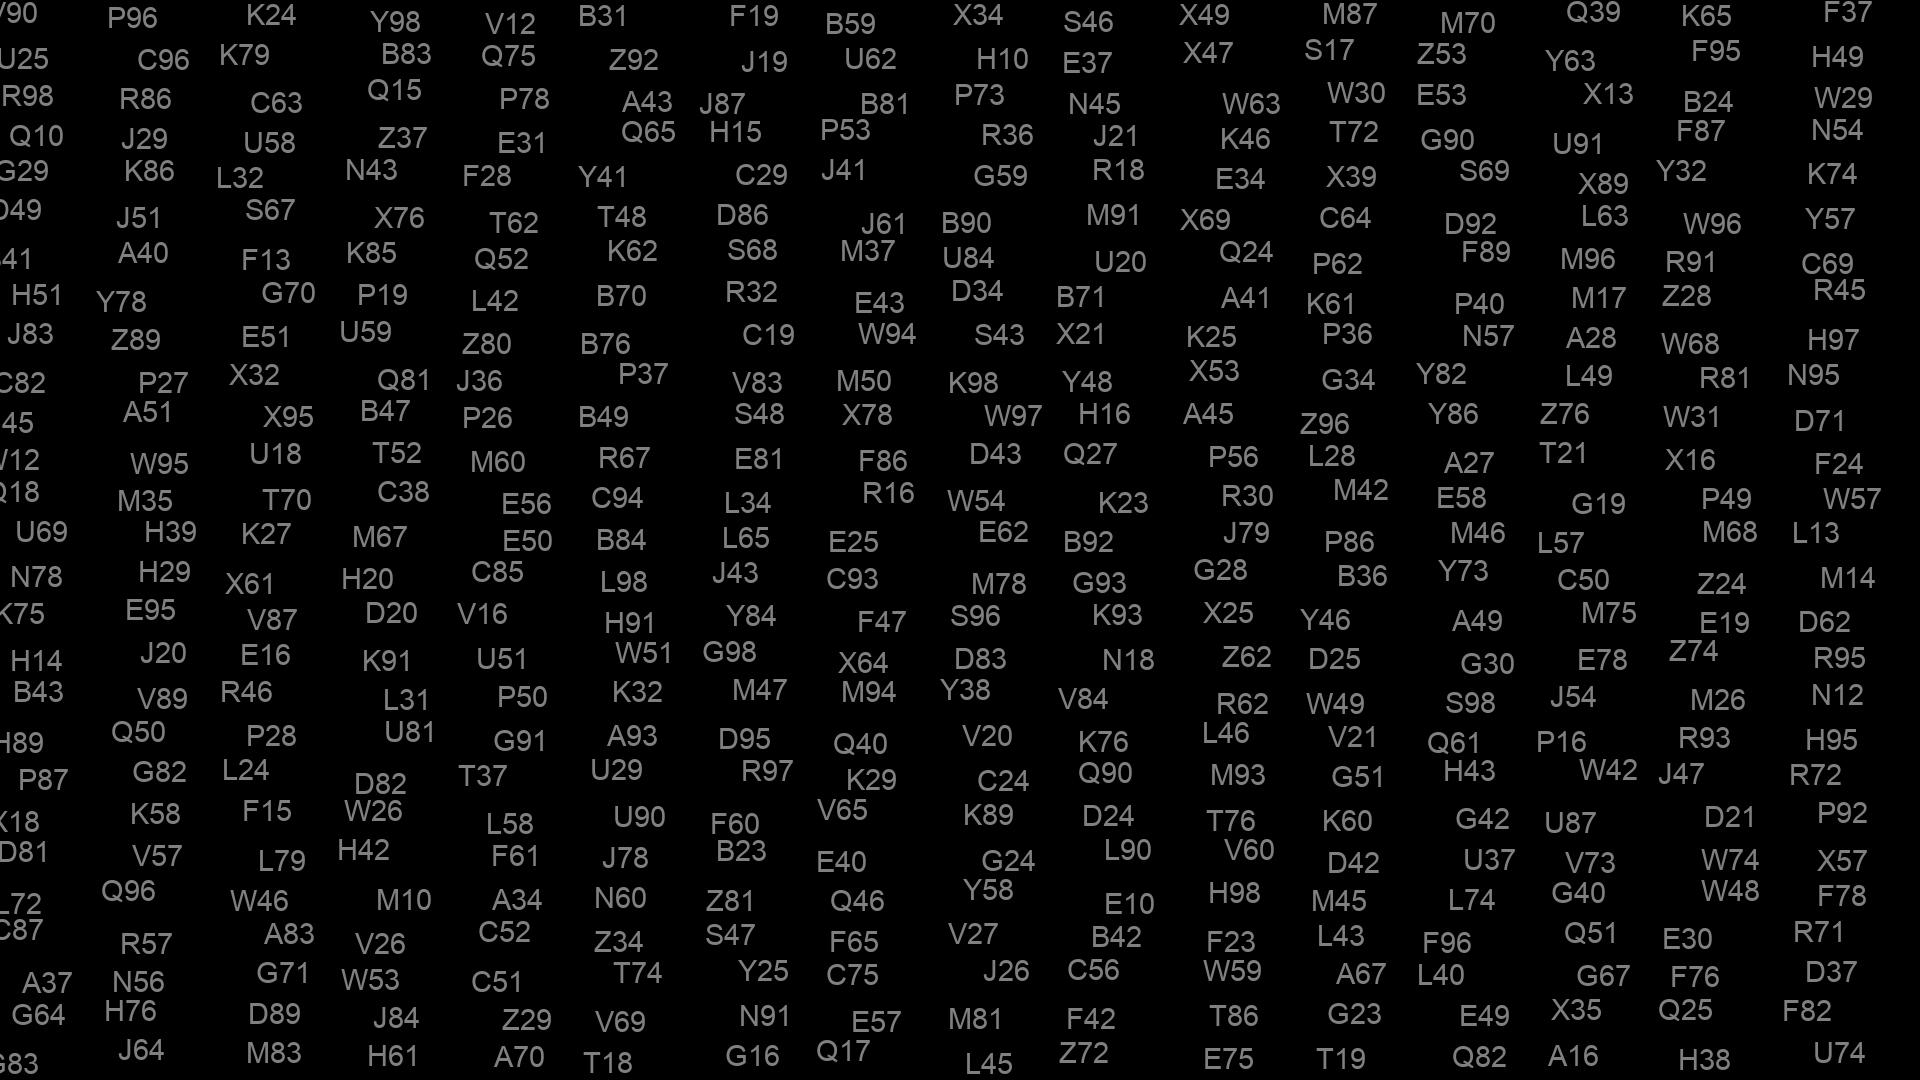 V90 P96 K24 Y98 V12 B31 F19 B59 X34 S46 X49 M87 M70 Q39 K65 F37
U25 C96 K79 B83 Q75 Z92 J19 U62 H10 E37 X47 S17 Z53 Y63 F95 H49
R98 R86 C63 Q15 P78 A43 J87 B81 P73 N45 W63 W30 E53 X13 B24 W29
Q10 J29 U58 Z37 E31 Q65 H15 P53 R36 J21 K46 T72 G90 U91 F87 N54
G29 K86 L32 N43 F28 Y41 C29 J41 G59 R18 E34 X39 S69 X89 Y32 K74
D49 J51 S67 X76 T62 T48 D86 J61 B90 M91 X69 C64 D92 L63 W96 Y57
41 A40 F13 K85 Q52 K62 S68 M37 U84 U20 Q24 P62 F89 M96 R91 C69
H51 Y78 G70 P19 L42 B70 R32 E43 D34 B71 A41 K61 P40 M17 Z28 R45
J83 Z89 E51 U59 Z80 B76 C19 W94 S43 X21 K25 P36 N57 A28 W68 H97
C82 P27 X32 Q81 J36 P37 V83 M50 K98 Y48 X53 G34 Y82 L49 R81 N95
45 A51 X95 B47 P26 B49 S48 X78 W97 H16 A45 Z96 Y86 Z76 W31 D71
W12 W95 U18 T52 M60 R67 E81 F86 D43 Q27 P56 L28 A27 T21 X16 F24
Q18 M35 T70 C38 E56 C94 L34 R16 W54 K23 R30 M42 E58 G19 P49 W57
U69 H39 K27 M67 E50 B84 L65 E25 E62 B92 J79 P86 M46 L57 M68 L13
N78 H29 X61 H20 C85 L98 J43 C93 M78 G93 G28 B36 Y73 C50 Z24 M14
K75 E95 V87 D20 V16 H91 Y84 F47 S96 K93 X25 Y46 A49 M75 E19 D62
H14 J20 E16 K91 U51 W51 G98 X64 D83 N18 Z62 D25 G30 E78 Z74 R95
B43 V89 R46 L31 P50 K32 M47 M94 Y38 V84 R62 W49 S98 J54 M26 N12
H89 Q50 P28 U81 G91 A93 D95 Q40 V20 K76 L46 V21 Q61 P16 R93 H95
P87 G82 L24 D82 T37 U29 R97 K29 C24 Q90 M93 G51 H43 W42 J47 R72
X18 K58 F15 W26 L58 U90 F60 V65 K89 D24 T76 K60 G42 U87 D21 P92
D81 V57 L79 H42 F61 J78 B23 E40 G24 L90 V60 D42 U37 V73 W74 X57
L72 Q96 W46 M10 A34 N60 Z81 Q46 Y58 E10 H98 M45 L74 G40 W48 F78
C87 R57 A83 V26 C52 Z34 S47 F65 V27 B42 F23 L43 F96 Q51 E30 R71
A37 N56 G71 W53 C51 T74 Y25 C75 J26 C56 W59 A67 L40 G67 F76 D37
G64 H76 D89 J84 Z29 V69 N91 E57 M81 F42 T86 G23 E49 X35 Q25 F82
83 J64 M83 H61 A70 T18 G16 Q17 L45 Z72 E75 T19 Q82 A16 H38 U74